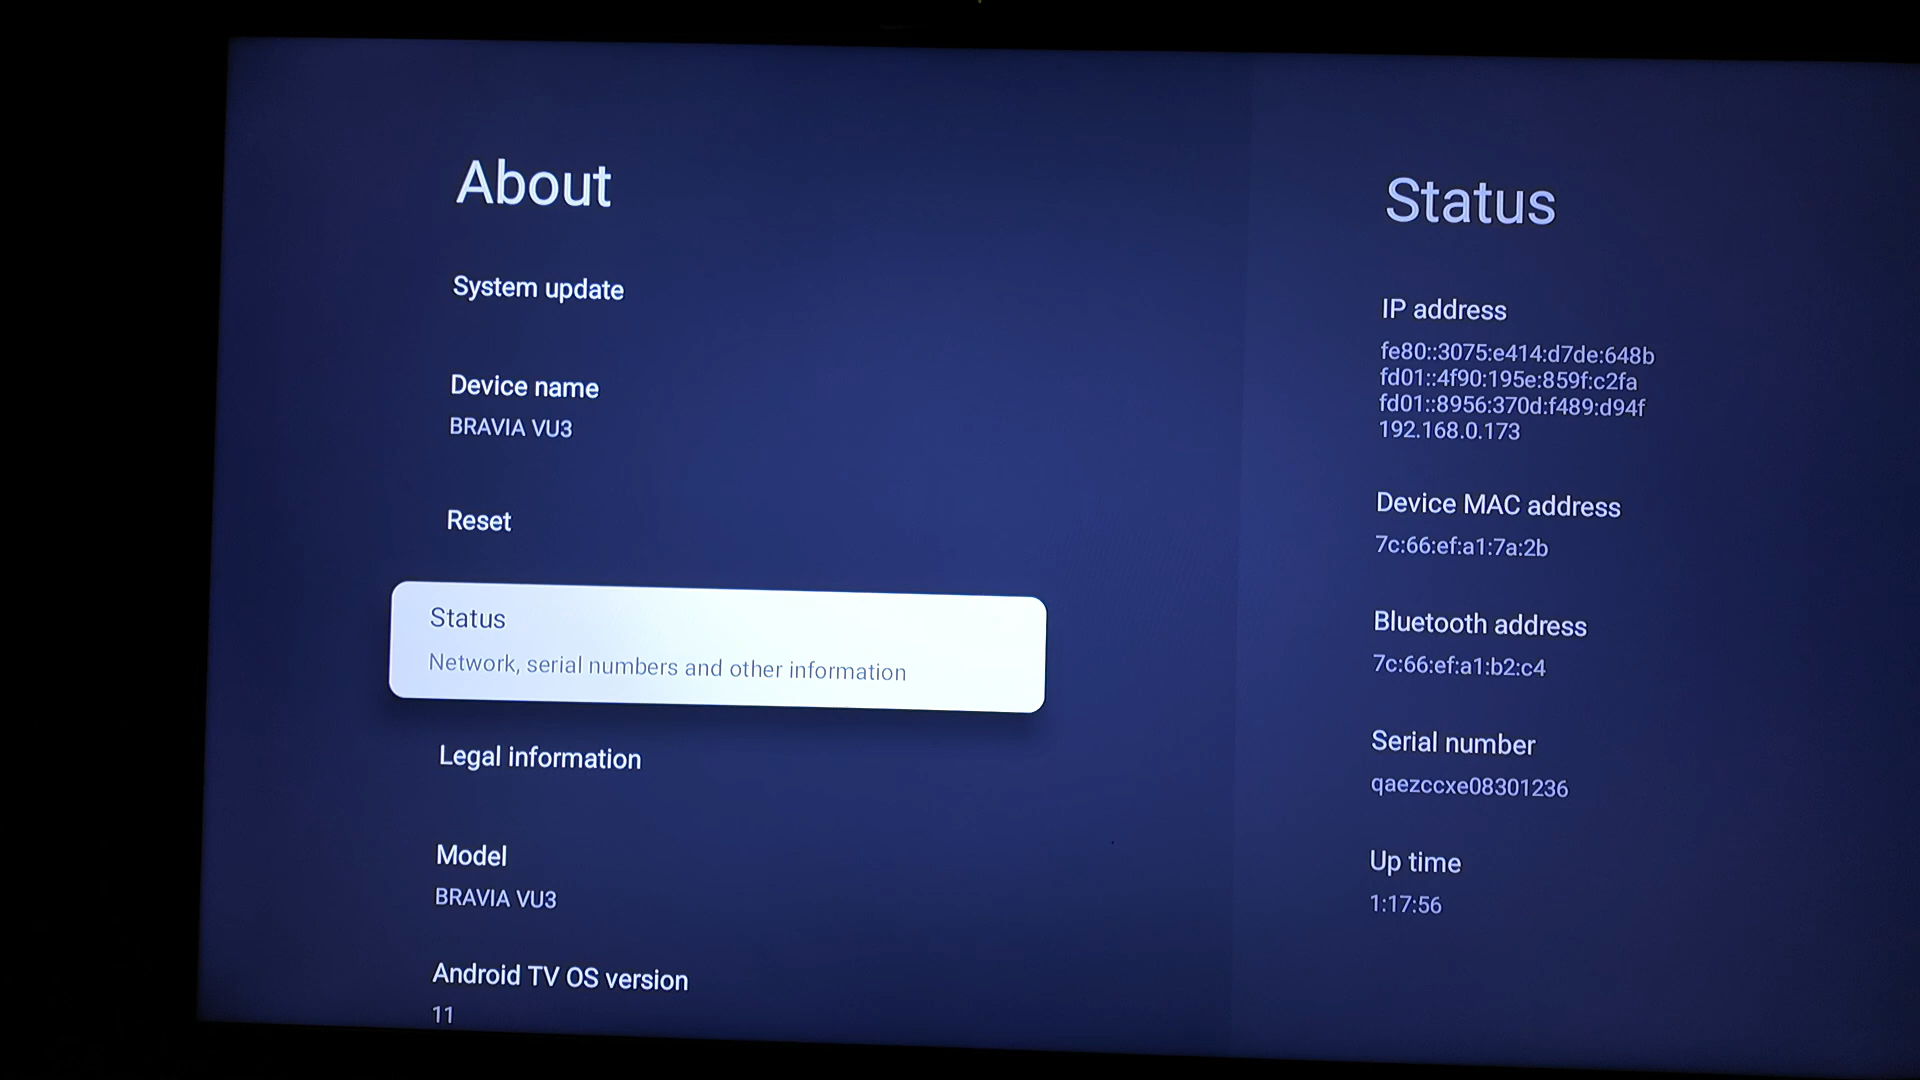 About
System update
Device name
BRAVIA VU3
Reset
Status
Network, serial numbers and other information
Legal information
Model
BRAVIA VU3
Android TV OS version
11
Status
IP address
fe80::3075:e414:d7de:648b
fd01::4f90:195e:859f:c2fa
fd01::8956:370d:f489:d94f
192.168.0.173
Device MAC address
7c:66:ef:a1:7a:2b
Bluetooth address
7c:66:ef:a1:b2:c4
Serial number
qaezccxe08301236
Up time
1:17:56